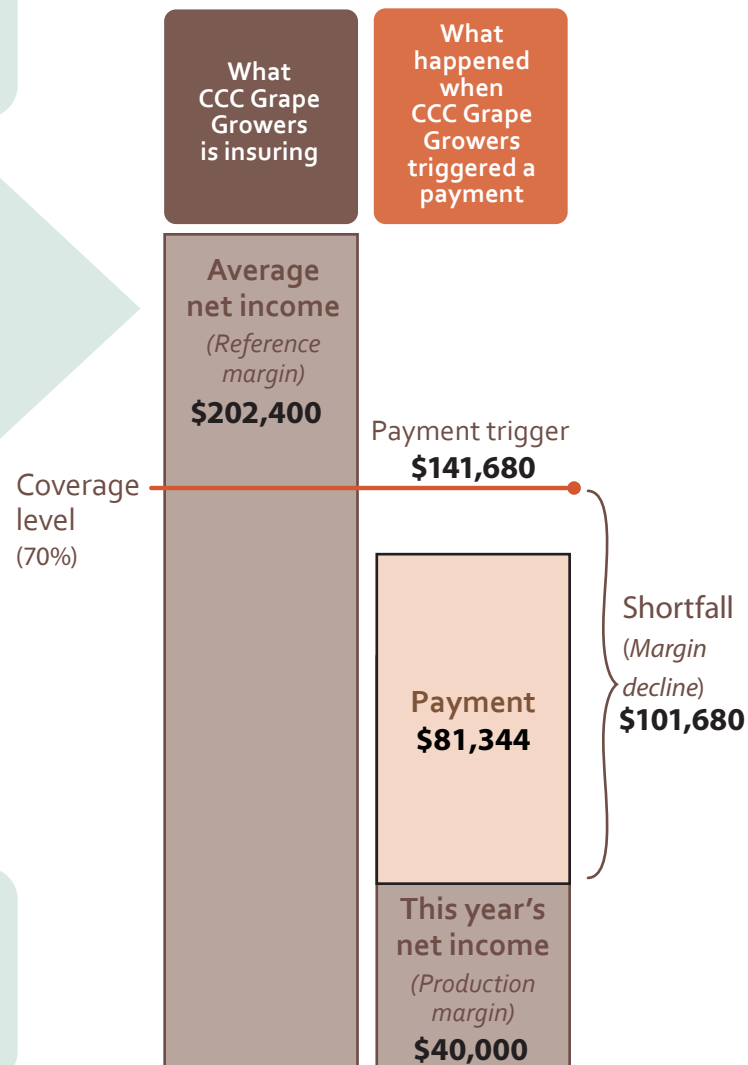 What
CCC Grape
Growers
is insuring
What
happened
when
CCC Grape
Growers
triggered a
payment
Average
net income
(Reference
margin)
$202,400
Payment trigger
$141,680
Coverage
level
(70%)
Shortfall
(Margin
decline)
$101,680
Payment
$81,344
This year’s
net income
(Production
margin)
$40,000